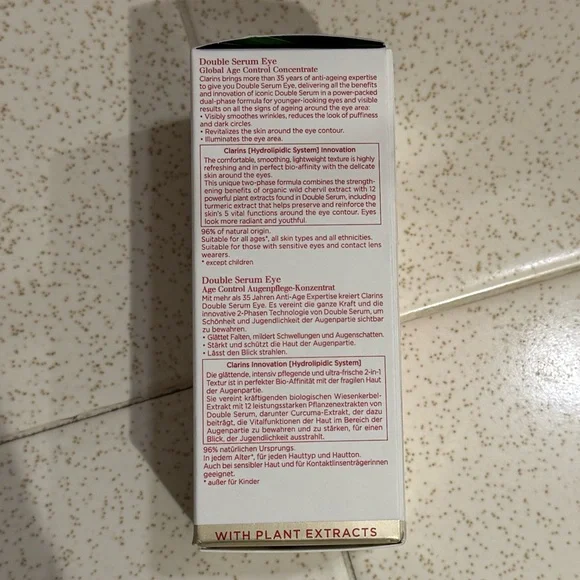 Double Serum Eye
Global Age Control Concentrate
Clarins brings more than 35 years of anti-ageing expertise
to give you Double Serum Eye, delivering all the benefits
and innovation of iconic Double Serum in a power-packed
dual-phase formula for younger-looking eyes and visible
results on all the signs of ageing around the eye area:
• Visibly smoothes wrinkles, reduces the look of puffiness
and dark circles.
• Revitalizes the skin around the eye contour.
• Illuminates the eye area.
Clarins [Hydrolipidic System] Innovation
The comfortable, smoothing, lightweight texture is highly
refreshing and in perfect bio-affinity with the delicate
skin around the eyes.
This unique two-phase formula combines the strength-
ening benefits of organic wild chervil extract with 12
powerful plant extracts found in Double Serum, including
turmeric extract that helps preserve and reinforce the
skin's 5 vital functions around the eye contour. Eyes
look more radiant and youthful.
96% of natural origin.
Suitable for all ages*, all skin types and all ethnicities.
Suitable for those with sensitive eyes and contact lens
wearers.
* except children
Double Serum Eye
Age Control Augenpflege-Konzentrat
Mit mehr als 35 Jahren Anti-Age Expertise kreiert Clarins
Double Serum Eye. Es vereint die ganze Kraft und die
innovative 2-Phasen Technologie von Double Serum, um
Schönheit und Jugendlichkeit der Augenpartie sichtbar
zu bewahren.
• Glättet Falten, mildert Schwellungen und Augenschatten.
• Stärkt und schützt die Haut der Augenpartie.
• Lässt den Blick strahlen.
Clarins Innovation [Hydrolipidic System]
Die glättende, intensiv pflegende und ultra-frische 2-in-1
Textur ist in perfekter Bio-Affinität mit der fragilen Haut
der Augenpartie.
Sie vereint kräftigenden biologischen Wiesenkerbel-
Extrakt mit 12 leistungsstarken Pflanzenextrakten von
Double Serum, darunter Curcuma-Extrakt, der dazu
beiträgt, die Vitalfunktionen der Haut im Bereich der
Augenpartie zu bewahren und zu stärken, für einen
Blick, der Jugendlichkeit ausstrahlt.
96% natürlichen Ursprungs.
In jedem Alter*, für jeden Hauttyp und Hautton.
Auch bei sensibler Haut und für Kontaktlinsenträgerinnen
geeignet.
* außer für Kinder
WITH PLANT EXTRACTS